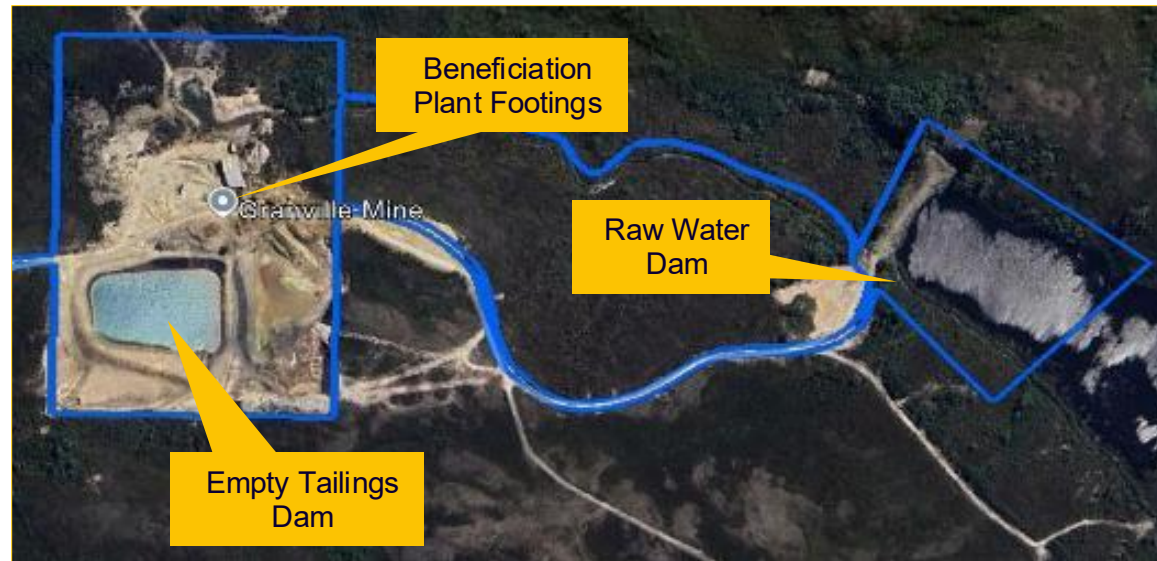 Beneficiation
Plant Footings
Granville Mine
Raw Water
Dam
Empty Tailings
Dam